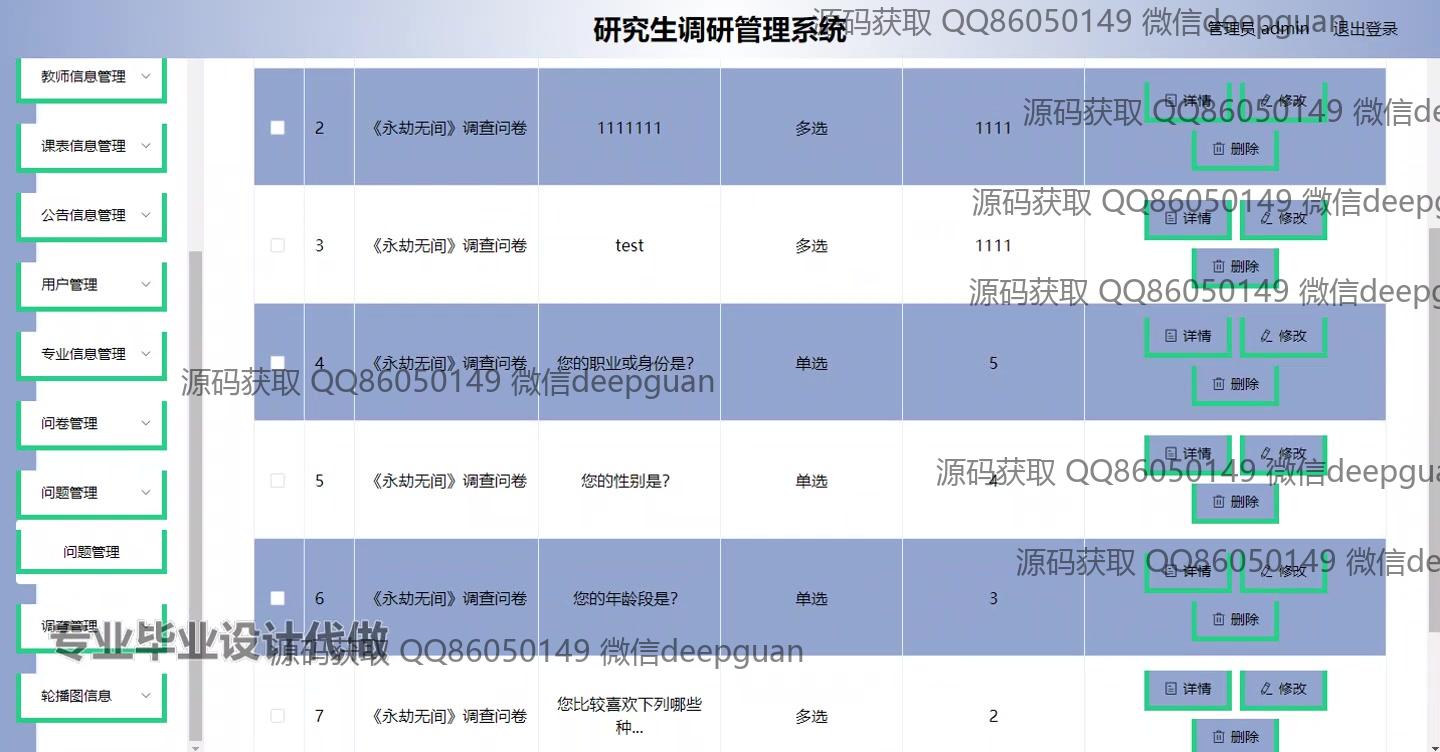 研究生调研管理系统
源码获取 QQ86050149 微信deepguan
管理员 admin
退出登录
教师信息管理
课表信息管理
公告信息管理
用户管理
专业信息管理
问卷管理
问题管理
问题管理
调查管理
轮播图信息
2 《永劫无间》调查问卷 1111111 多选 1111 详情 修改
删除
源码获取 QQ86050149 微信dee
源码获取 QQ86050149 微信deepg
3 《永劫无间》调查问卷 test 多选 1111 详情 修改
删除
源码获取 QQ86050149 微信deepg
4 《永劫无间》调查问卷 您的职业或身份是? 单选 5 详情 修改
删除
源码获取 QQ86050149 微信deepguan
5 《永劫无间》调查问卷 您的性别是? 单选 4 详情 修改
删除
源码获取 QQ86050149 微信deepgua
源码获取 QQ86050149 微信dee
6 《永劫无间》调查问卷 您的年龄段是? 单选 3 详情 修改
删除
专业毕业设计代做
源码获取 QQ86050149 微信deepguan
7 《永劫无间》调查问卷 您比较喜欢下列哪些
种... 多选 2 详情 修改
删除